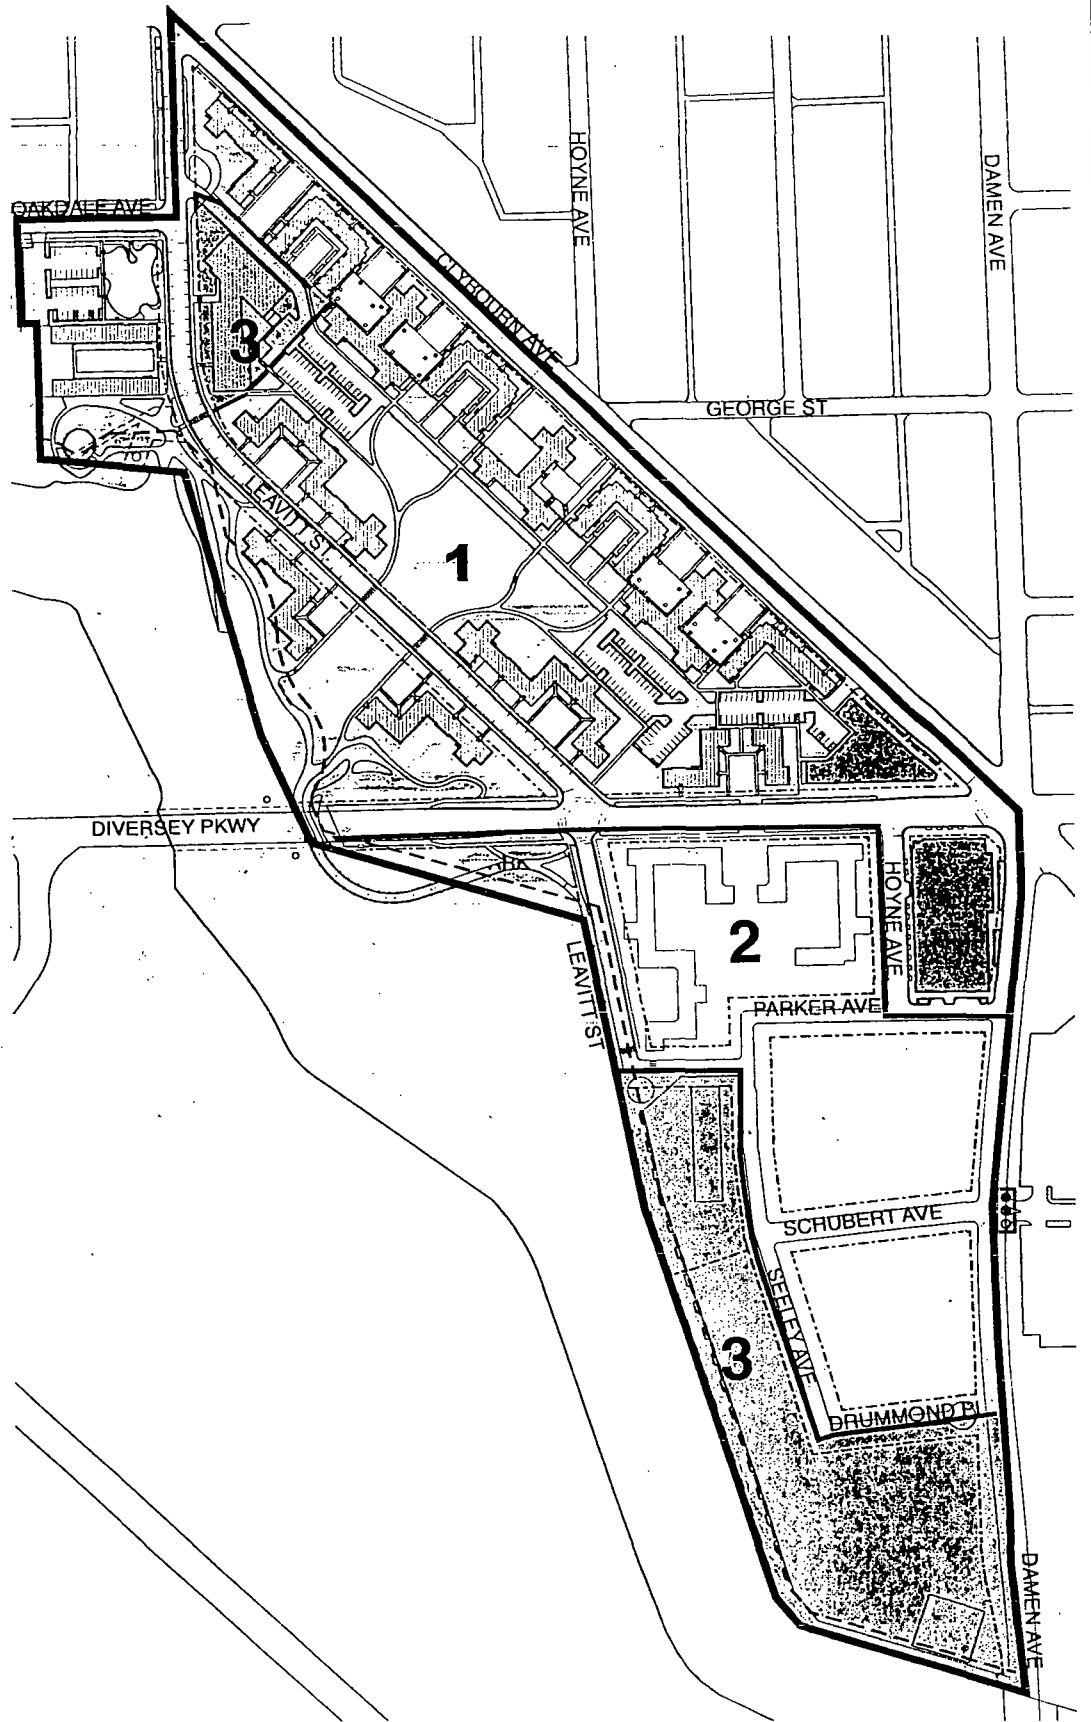 OAKDALE AVE
HOYNE AVE
DAMEN AVE
CLYBOURN AVE
3
GEORGE ST
LEAVITT ST
1
DIVERSEY PKWY
2
HOYNE AVE
PARKER AVE
LEAVITT ST
SCHUBERT AVE
SEELEY AVE
3
DRUMMOND PL
DAMEN AVE